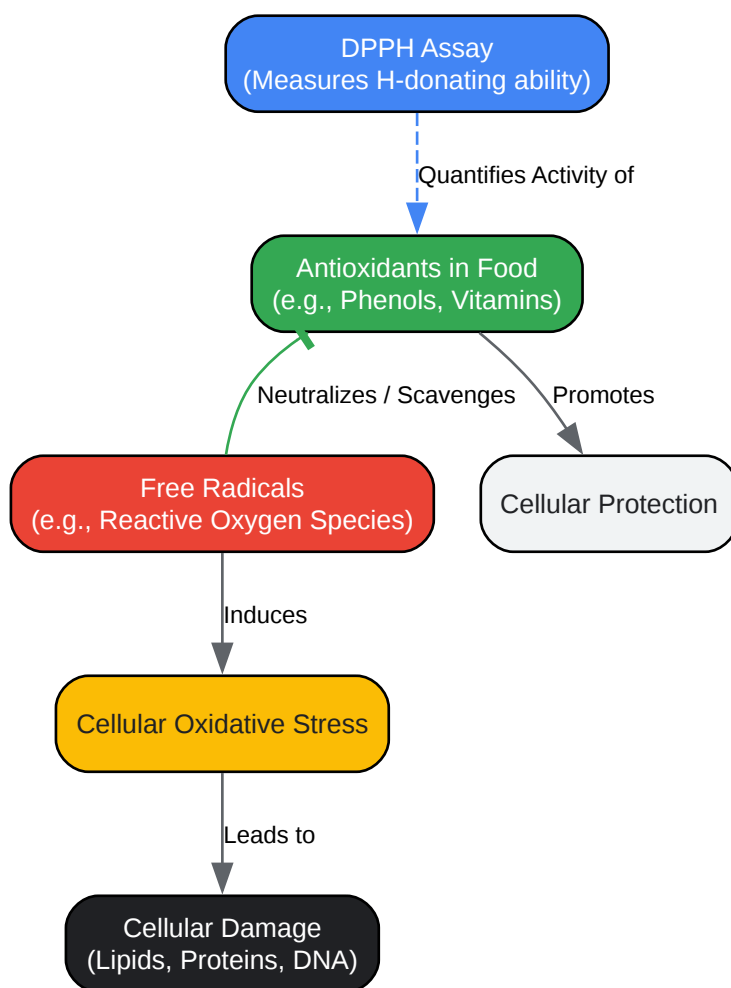 DPPH Assay
(Measures H-donating ability)
Quantifies Activity of
Antioxidants in Food
(e.g., Phenols, Vitamins)
Neutralizes / Scavenges
Promotes
Free Radicals
(e.g., Reactive Oxygen Species)
Cellular Protection
Induces
Cellular Oxidative Stress
Leads to
Cellular Damage
(Lipids, Proteins, DNA)